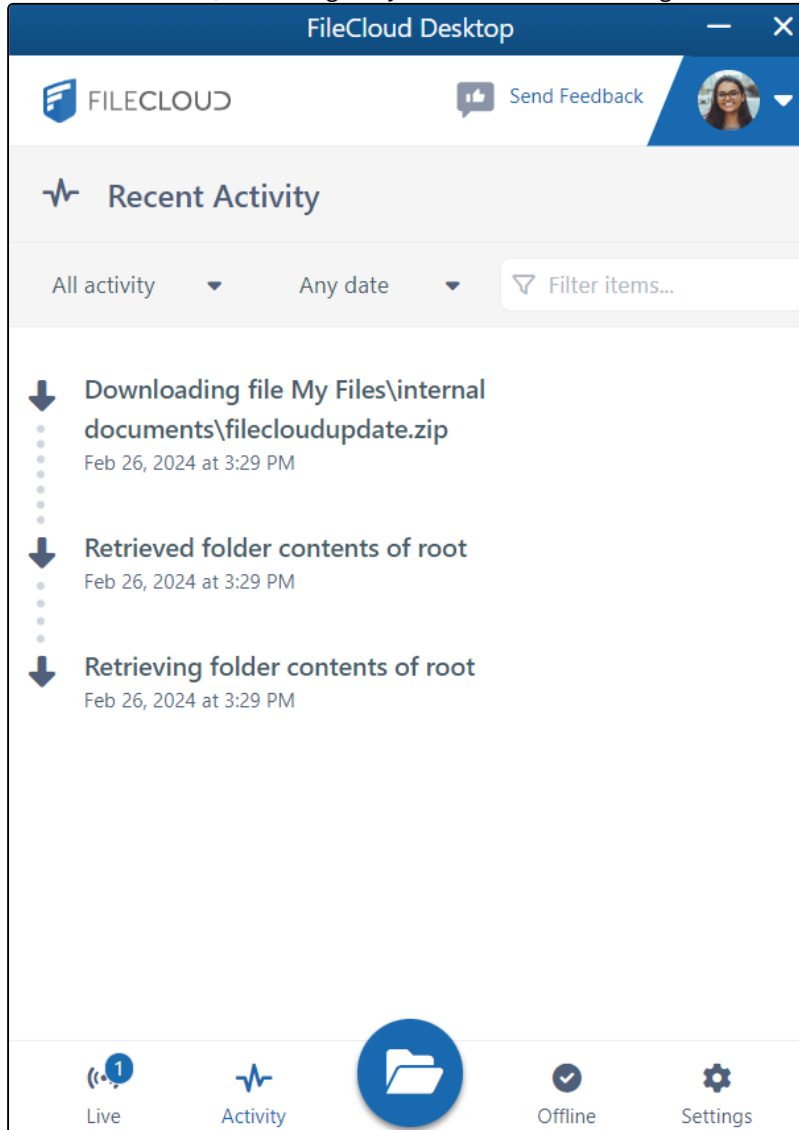 FileCloud Desktop
FILECLOUD
Send Feedback
Recent Activity
All activity
Any date
Filter items...
Downloading file My Files\internal
documents\filecloudupdate.zip
Feb 26, 2024 at 3:29 PM
Retrieved folder contents of root
Feb 26, 2024 at 3:29 PM
Retrieving folder contents of root
Feb 26, 2024 at 3:29 PM
1
Live
Activity
Offline
Settings